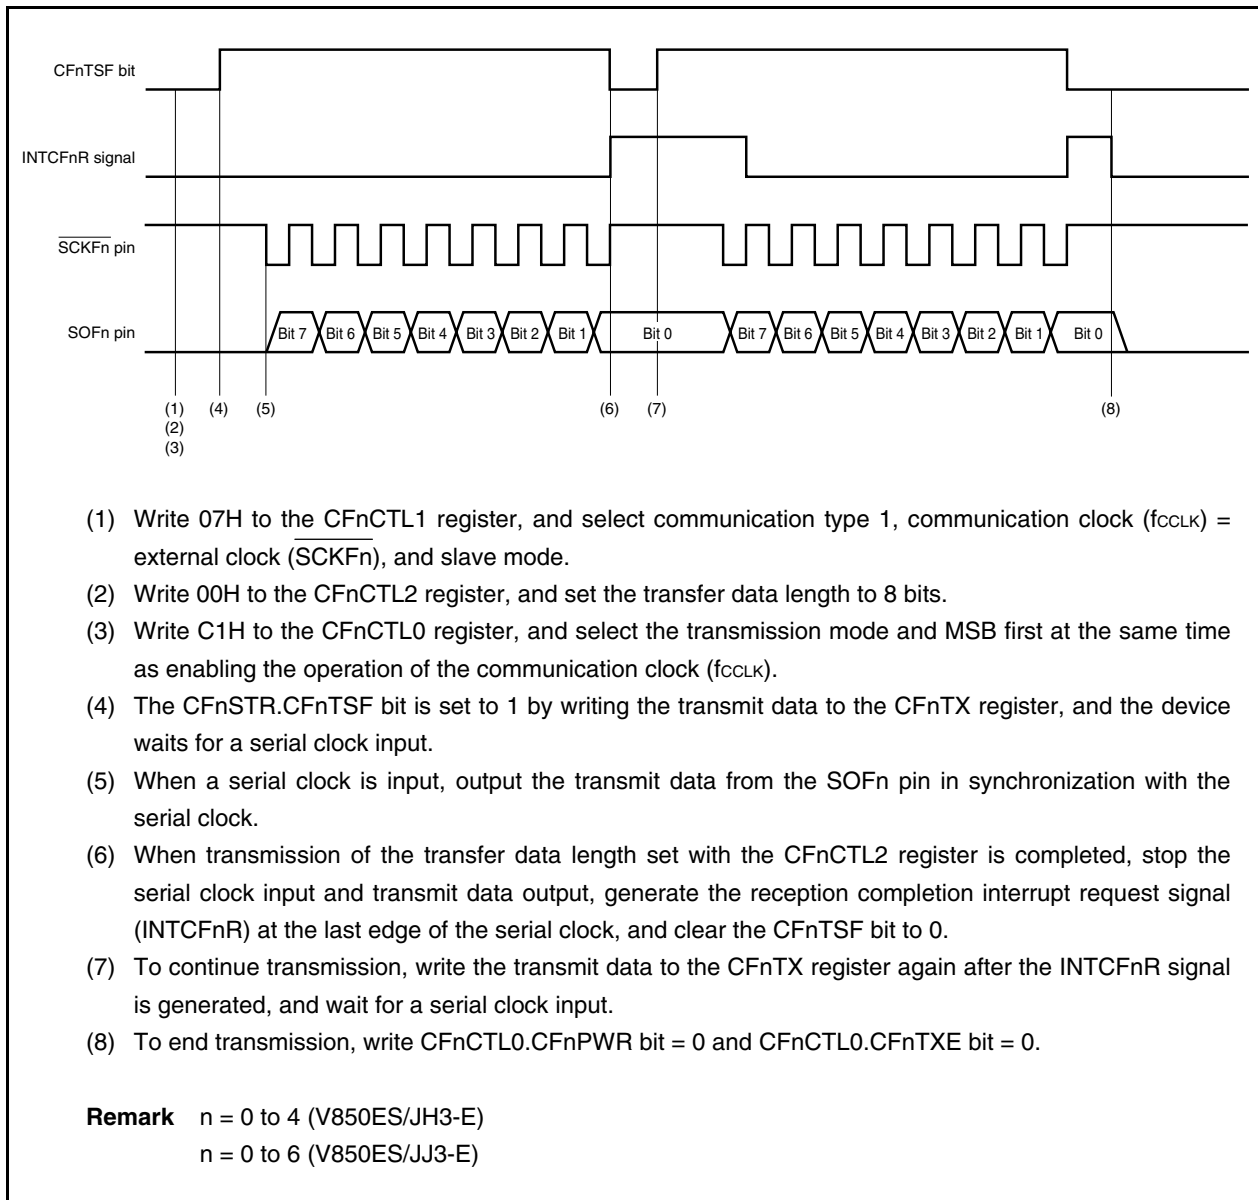 CFnTSF bit
INTCFnR signal
SCKFn pin
SOFn pin
Bit 7 Bit 6 Bit 5 Bit 4 Bit 3 Bit 2 Bit 1 Bit 0 Bit 7 Bit 6 Bit 5 Bit 4 Bit 3 Bit 2 Bit 1 Bit 0
(1) (4) (5) (6) (7) (8)
(2)
(3)
(1) Write 07H to the CFnCTL1 register, and select communication type 1, communication clock (fCCLK) =
external clock (SCKFn), and slave mode.
(2) Write 00H to the CFnCTL2 register, and set the transfer data length to 8 bits.
(3) Write C1H to the CFnCTL0 register, and select the transmission mode and MSB first at the same time
as enabling the operation of the communication clock (fCCLK).
(4) The CFnSTR.CFnTSF bit is set to 1 by writing the transmit data to the CFnTX register, and the device
waits for a serial clock input.
(5) When a serial clock is input, output the transmit data from the SOFn pin in synchronization with the
serial clock.
(6) When transmission of the transfer data length set with the CFnCTL2 register is completed, stop the
serial clock input and transmit data output, generate the reception completion interrupt request signal
(INTCFnR) at the last edge of the serial clock, and clear the CFnTSF bit to 0.
(7) To continue transmission, write the transmit data to the CFnTX register again after the INTCFnR signal
is generated, and wait for a serial clock input.
(8) To end transmission, write CFnCTL0.CFnPWR bit = 0 and CFnCTL0.CFnTXE bit = 0.
Remark n = 0 to 4 (V850ES/JH3-E)
n = 0 to 6 (V850ES/JJ3-E)